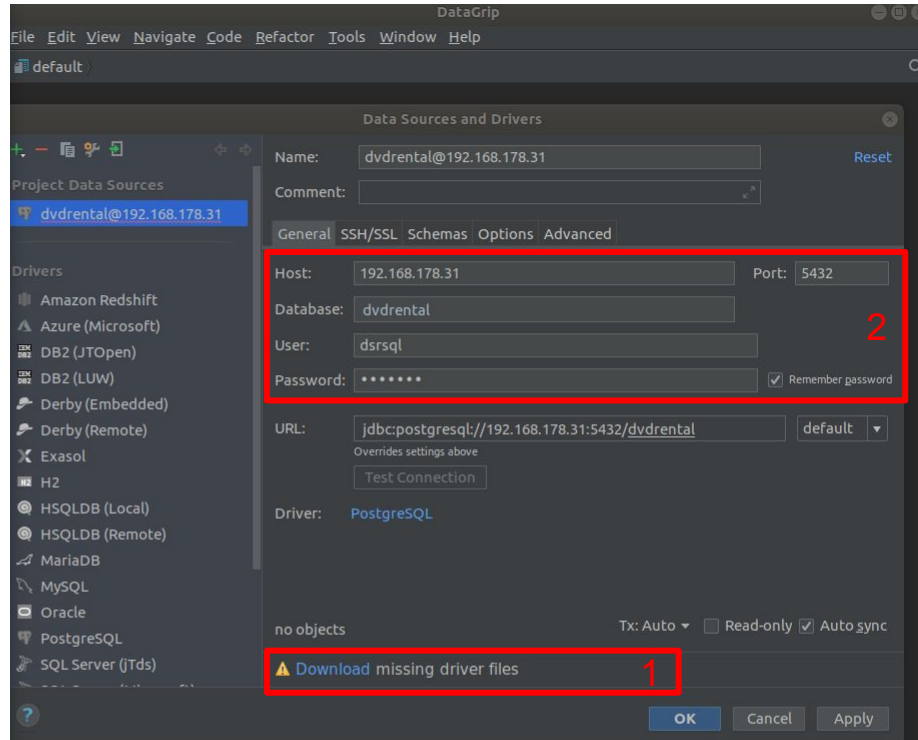 DataGrip
File Edit View Navigate Code Refactor Tools Window Help
default
Data Sources and Drivers
Project Data Sources
dvdrental@192.168.178.31
Drivers
Amazon Redshift
Azure (Microsoft)
DB2 (JTOpen)
DB2 (LUW)
Derby (Embedded)
Derby (Remote)
Exasol
H2
HSQLDB (Local)
HSQLDB (Remote)
MariaDB
MySQL
Oracle
PostgreSQL
SQL Server (jTds)
Name: dvdrental@192.168.178.31 Reset
Comment:
General SSH/SSL Schemas Options Advanced
Host: 192.168.178.31 Port: 5432
Database: dvdrental
2
User: dsrsql
Password: ••••••• Remember password
URL: jdbc:postgresql://192.168.178.31:5432/dvdrental default
Overrides settings above
Test Connection
Driver: PostgreSQL
no objects Tx: Auto Read-only Auto sync
Download missing driver files 1
? OK Cancel Apply